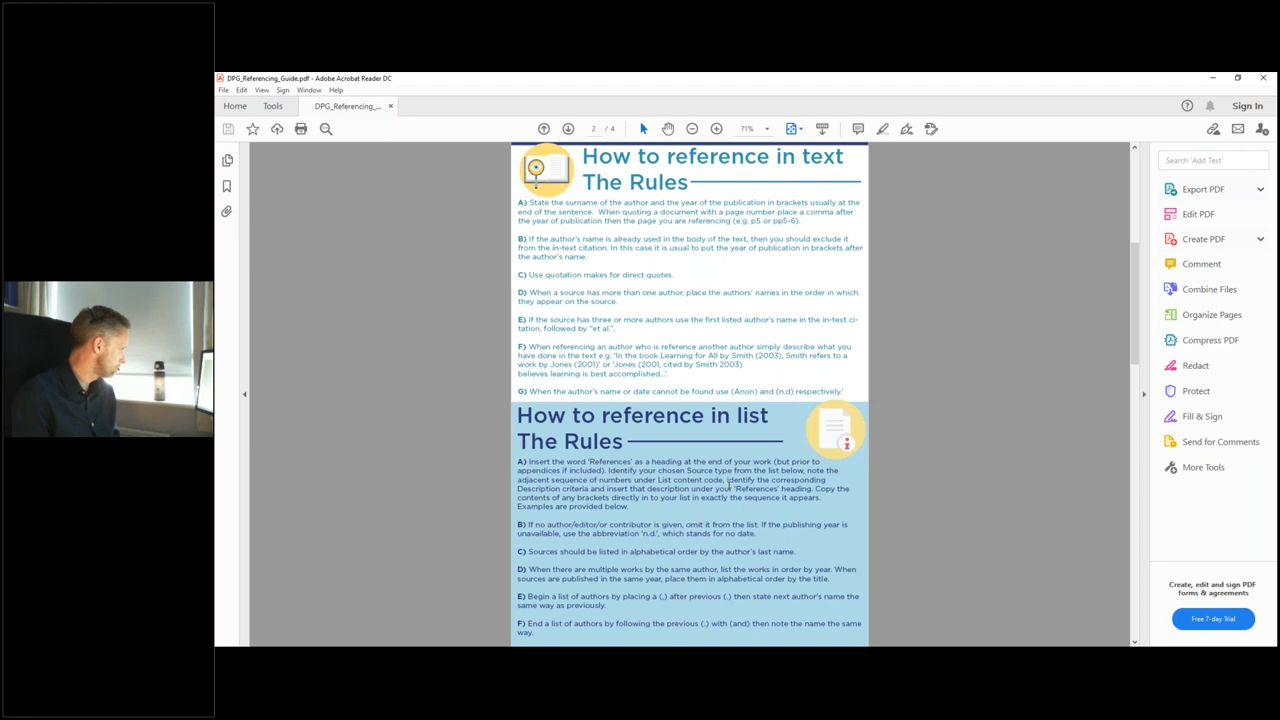 DPG_Referencing_Guide.pdf - Adobe Acrobat Reader DC
File Edit View Sign Window Help
Home Tools DPG_Referencing_... × Sign In
2 / 4 71%
How to reference in text
The Rules
A) State the surname of the author and the year of the publication in brackets usually at the
end of the sentence. When quoting a document with a page number place a comma after
the year of publication then the page you are referencing (e.g. p5 or pp5-6).
B) If the author's name is already used in the body of the text, then you should exclude it
from the in-text citation. In this case it is usual to put the year of publication in brackets after
the author's name.
C) Use quotation makes for direct quotes.
D) When a source has more than one author, place the authors' names in the order in which
they appear on the source.
E) If the source has three or more authors use the first listed author's name in the in-text ci-
tation, followed by "et al.".
F) When referencing an author who is reference another author simply describe what you
have done in the text e.g. 'In the book Learning for All by Smith (2003), Smith refers to a
work by Jones (2001)' or 'Jones (2001, cited by Smith 2003)
believes learning is best accomplished...'.
G) When the author's name or date cannot be found use (Anon) and (n.d) respectively.'
How to reference in list
The Rules
A) Insert the word 'References' as a heading at the end of your work (but prior to
appendices if included). Identify your chosen Source type from the list below, note the
adjacent sequence of numbers under List content code, identify the corresponding
Description criteria and insert that description under your 'References' heading. Copy the
contents of any brackets directly in to your list in exactly the sequence it appears.
Examples are provided below.
B) If no author/editor/or contributor is given, omit it from the list. If the publishing year is
unavailable, use the abbreviation 'n.d.', which stands for no date.
C) Sources should be listed in alphabetical order by the author's last name.
D) When there are multiple works by the same author, list the works in order by year. When
sources are published in the same year, place them in alphabetical order by the title.
E) Begin a list of authors by placing a (,) after previous (.) then state next author's name the
same way as previously.
F) End a list of authors by following the previous (.) with (and) then note the name the same
way.
Search 'Add Text'
Export PDF
Edit PDF
Create PDF
Comment
Combine Files
Organize Pages
Compress PDF
Redact
Protect
Fill & Sign
Send for Comments
More Tools
Create, edit and sign PDF
forms & agreements
Free 7-day Trial